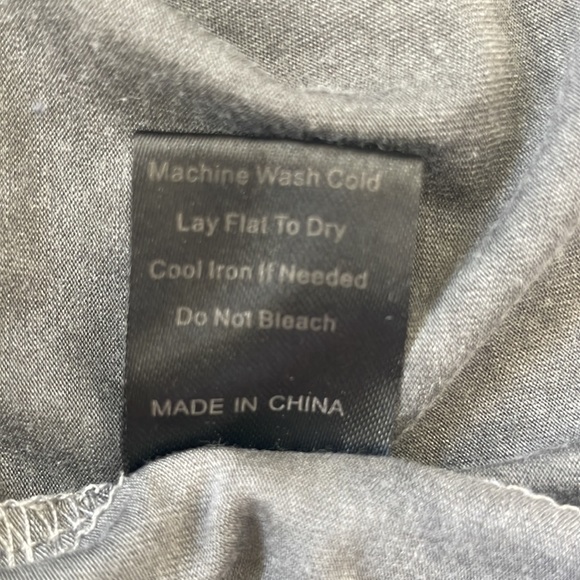 Machine Wash Cold
Lay Flat To Dry
Cool Iron If Needed
Do Not Bleach
MADE IN CHINA